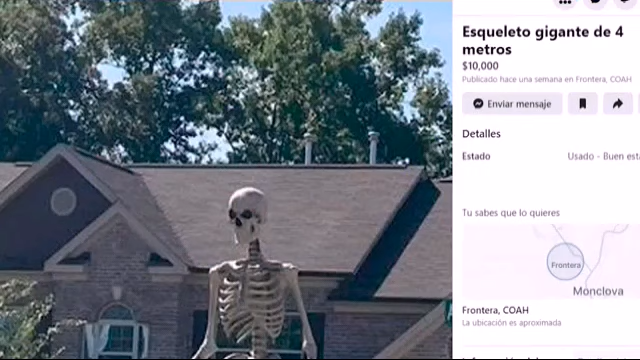 Esqueleto gigante de 4
metros
$10,000
Publicado hace una semana en Frontera, COAH
Enviar mensaje
Detalles
Estado
Usado - Buen
Tu sabes que lo quieres
Frontera
Monclova
Frontera, COAH
La ubicación es aproximada